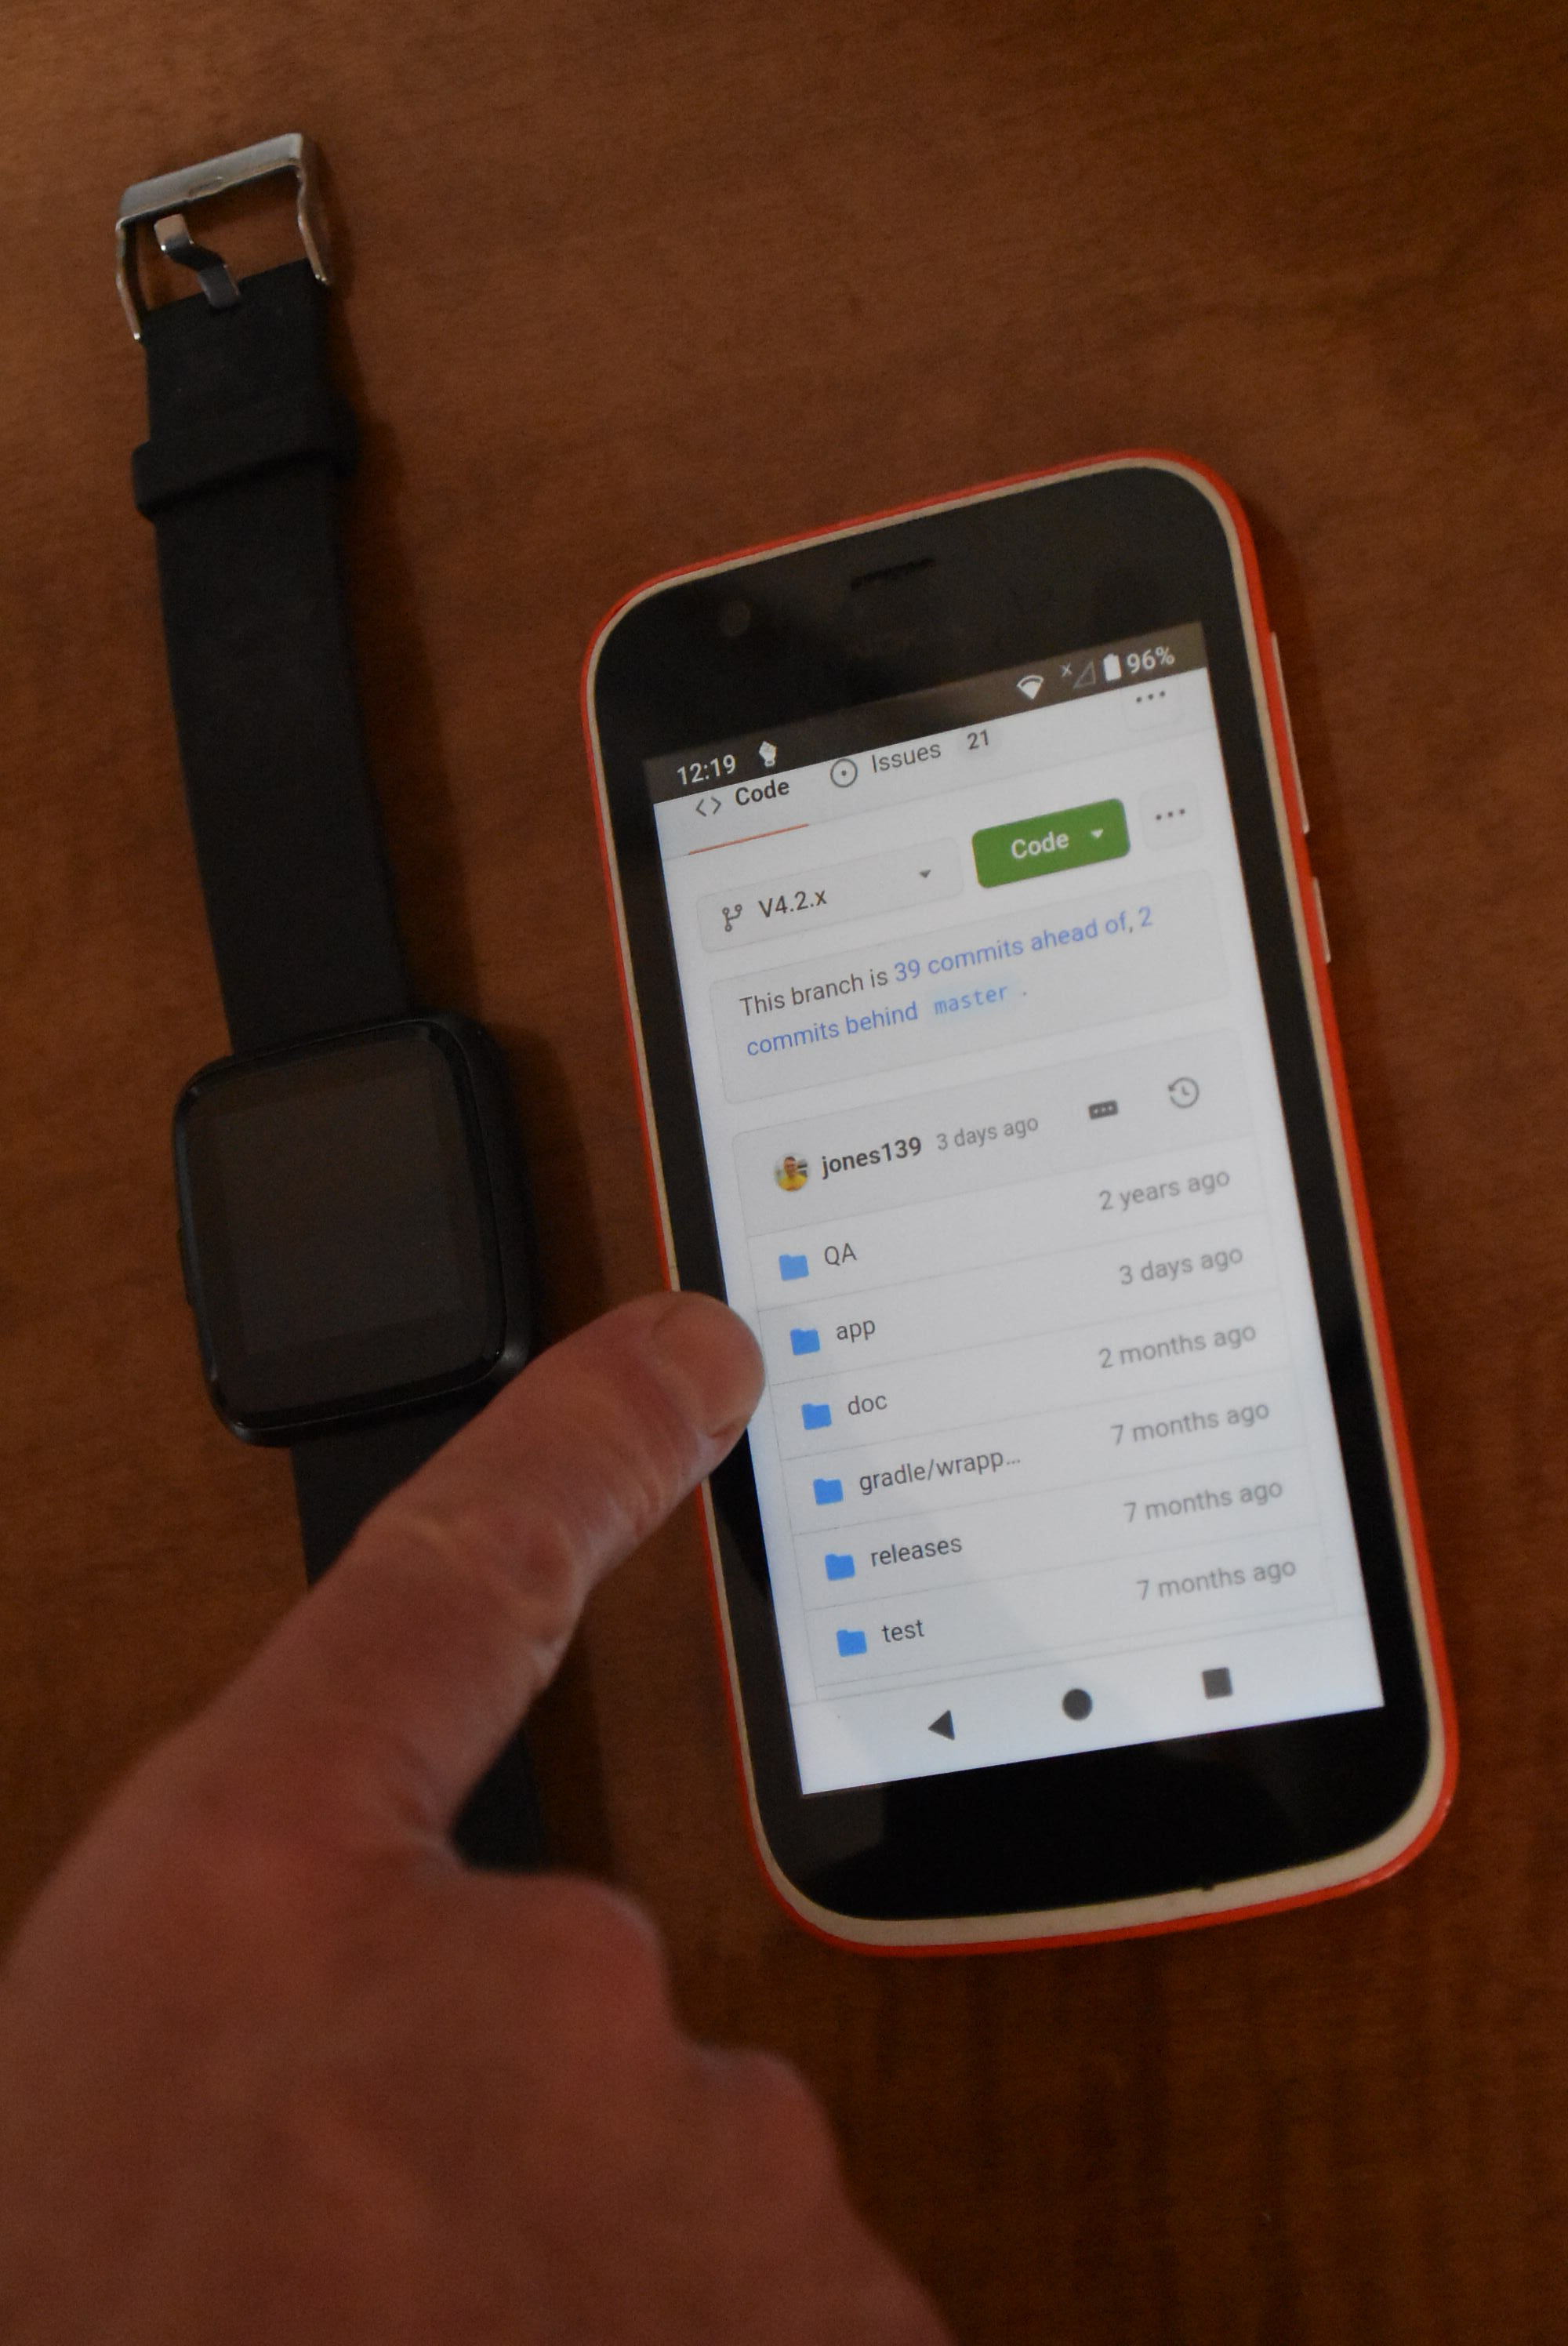 12:19 96%
Code Issues 21
V4.2.x Code
This branch is 39 commits ahead of, 2
commits behind master .
jones139 3 days ago
QA 2 years ago
app 3 days ago
doc 2 months ago
gradle/wrapp... 7 months ago
releases 7 months ago
test 7 months ago